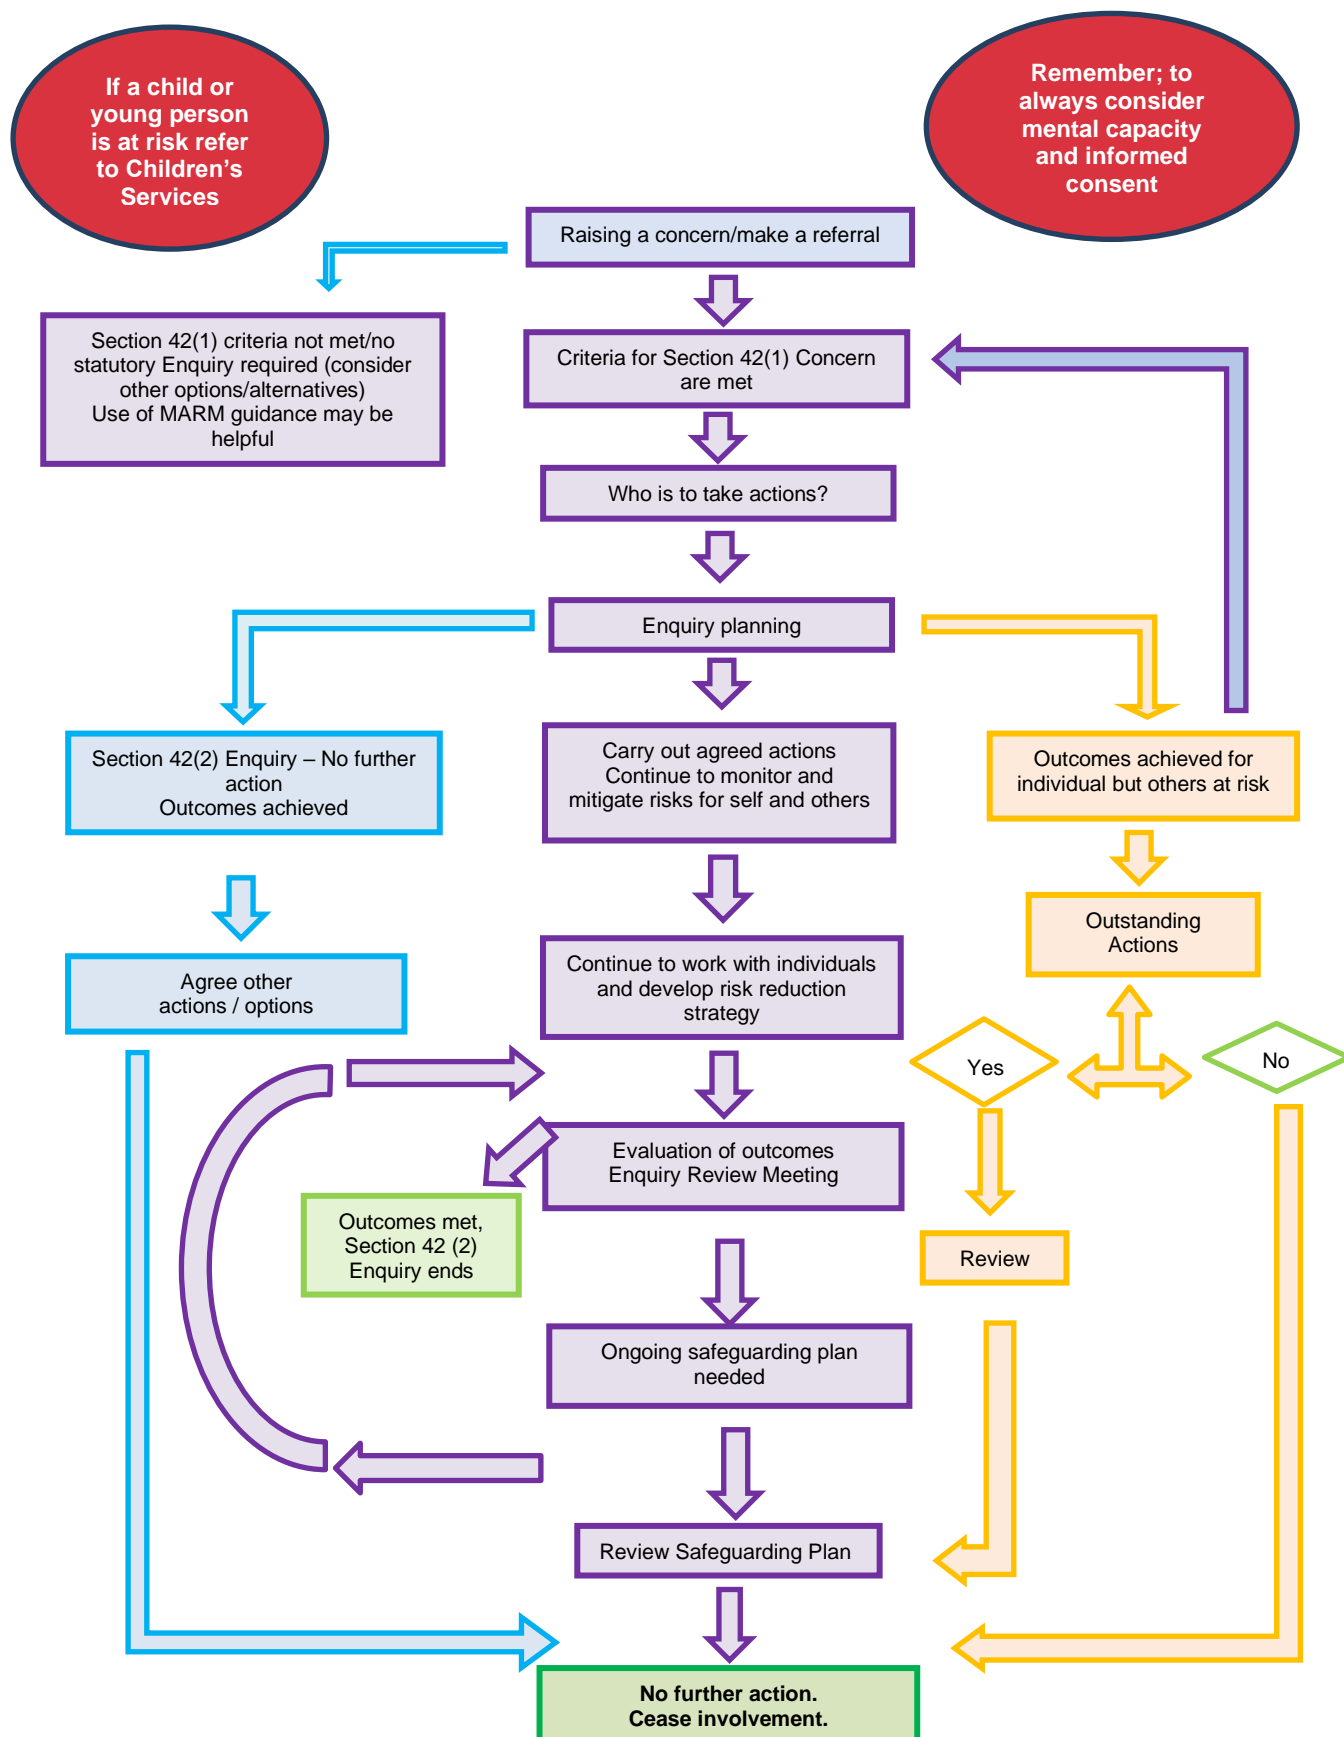 If a child or
young person
is at risk refer
to Children's
Services
Remember; to
always consider
mental capacity
and informed
consent
Raising a concern/make a referral
Section 42(1) criteria not met/no
statutory Enquiry required (consider
other options/alternatives)
Use of MARM guidance may be
helpful
Criteria for Section 42(1) Concern
are met
Who is to take actions?
Enquiry planning
Section 42(2) Enquiry – No further
action
Outcomes achieved
Carry out agreed actions
Continue to monitor and
mitigate risks for self and others
Outcomes achieved for
individual but others at risk
Outstanding
Actions
Agree other
actions / options
Continue to work with individuals
and develop risk reduction
strategy
Yes
No
Evaluation of outcomes
Enquiry Review Meeting
Outcomes met,
Section 42 (2)
Enquiry ends
Review
Ongoing safeguarding plan
needed
Review Safeguarding Plan
No further action.
Cease involvement.